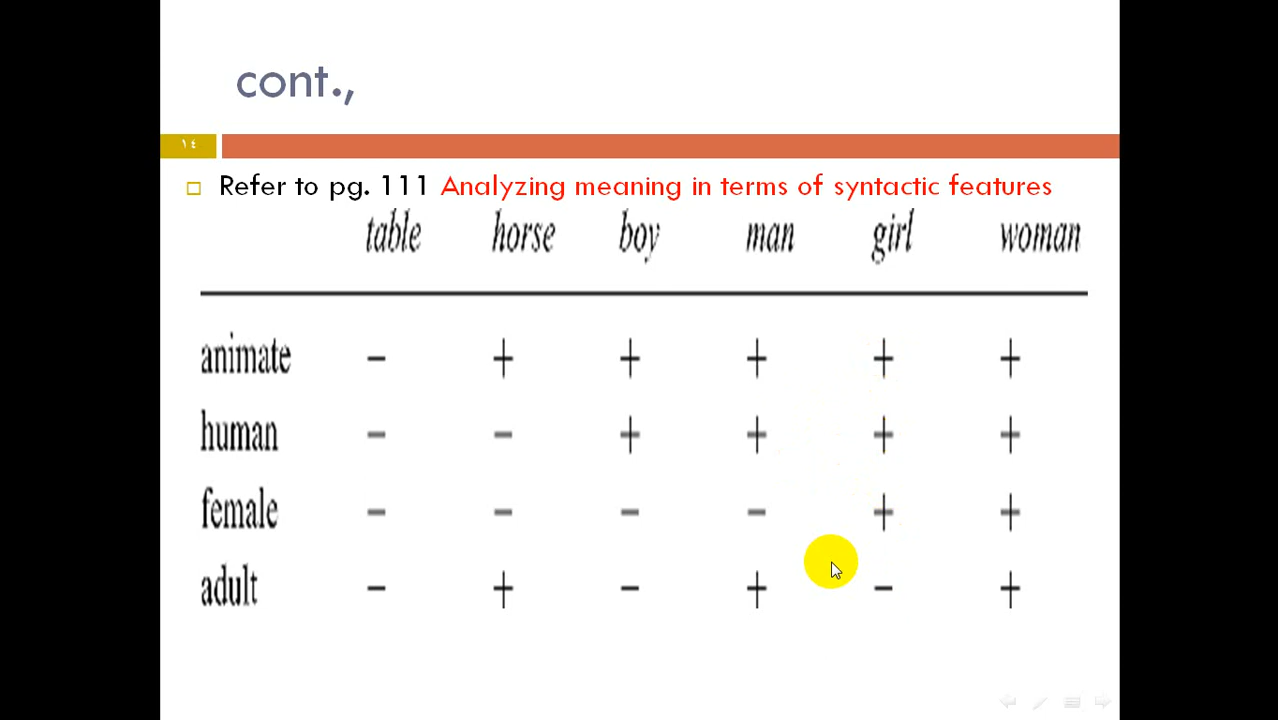 cont.,
١٤
Refer to pg. 111 Analyzing meaning in terms of syntactic features
table horse boy man girl woman
animate − + + + + +
human − − + + + +
female − − − − + +
adult − + − + − +